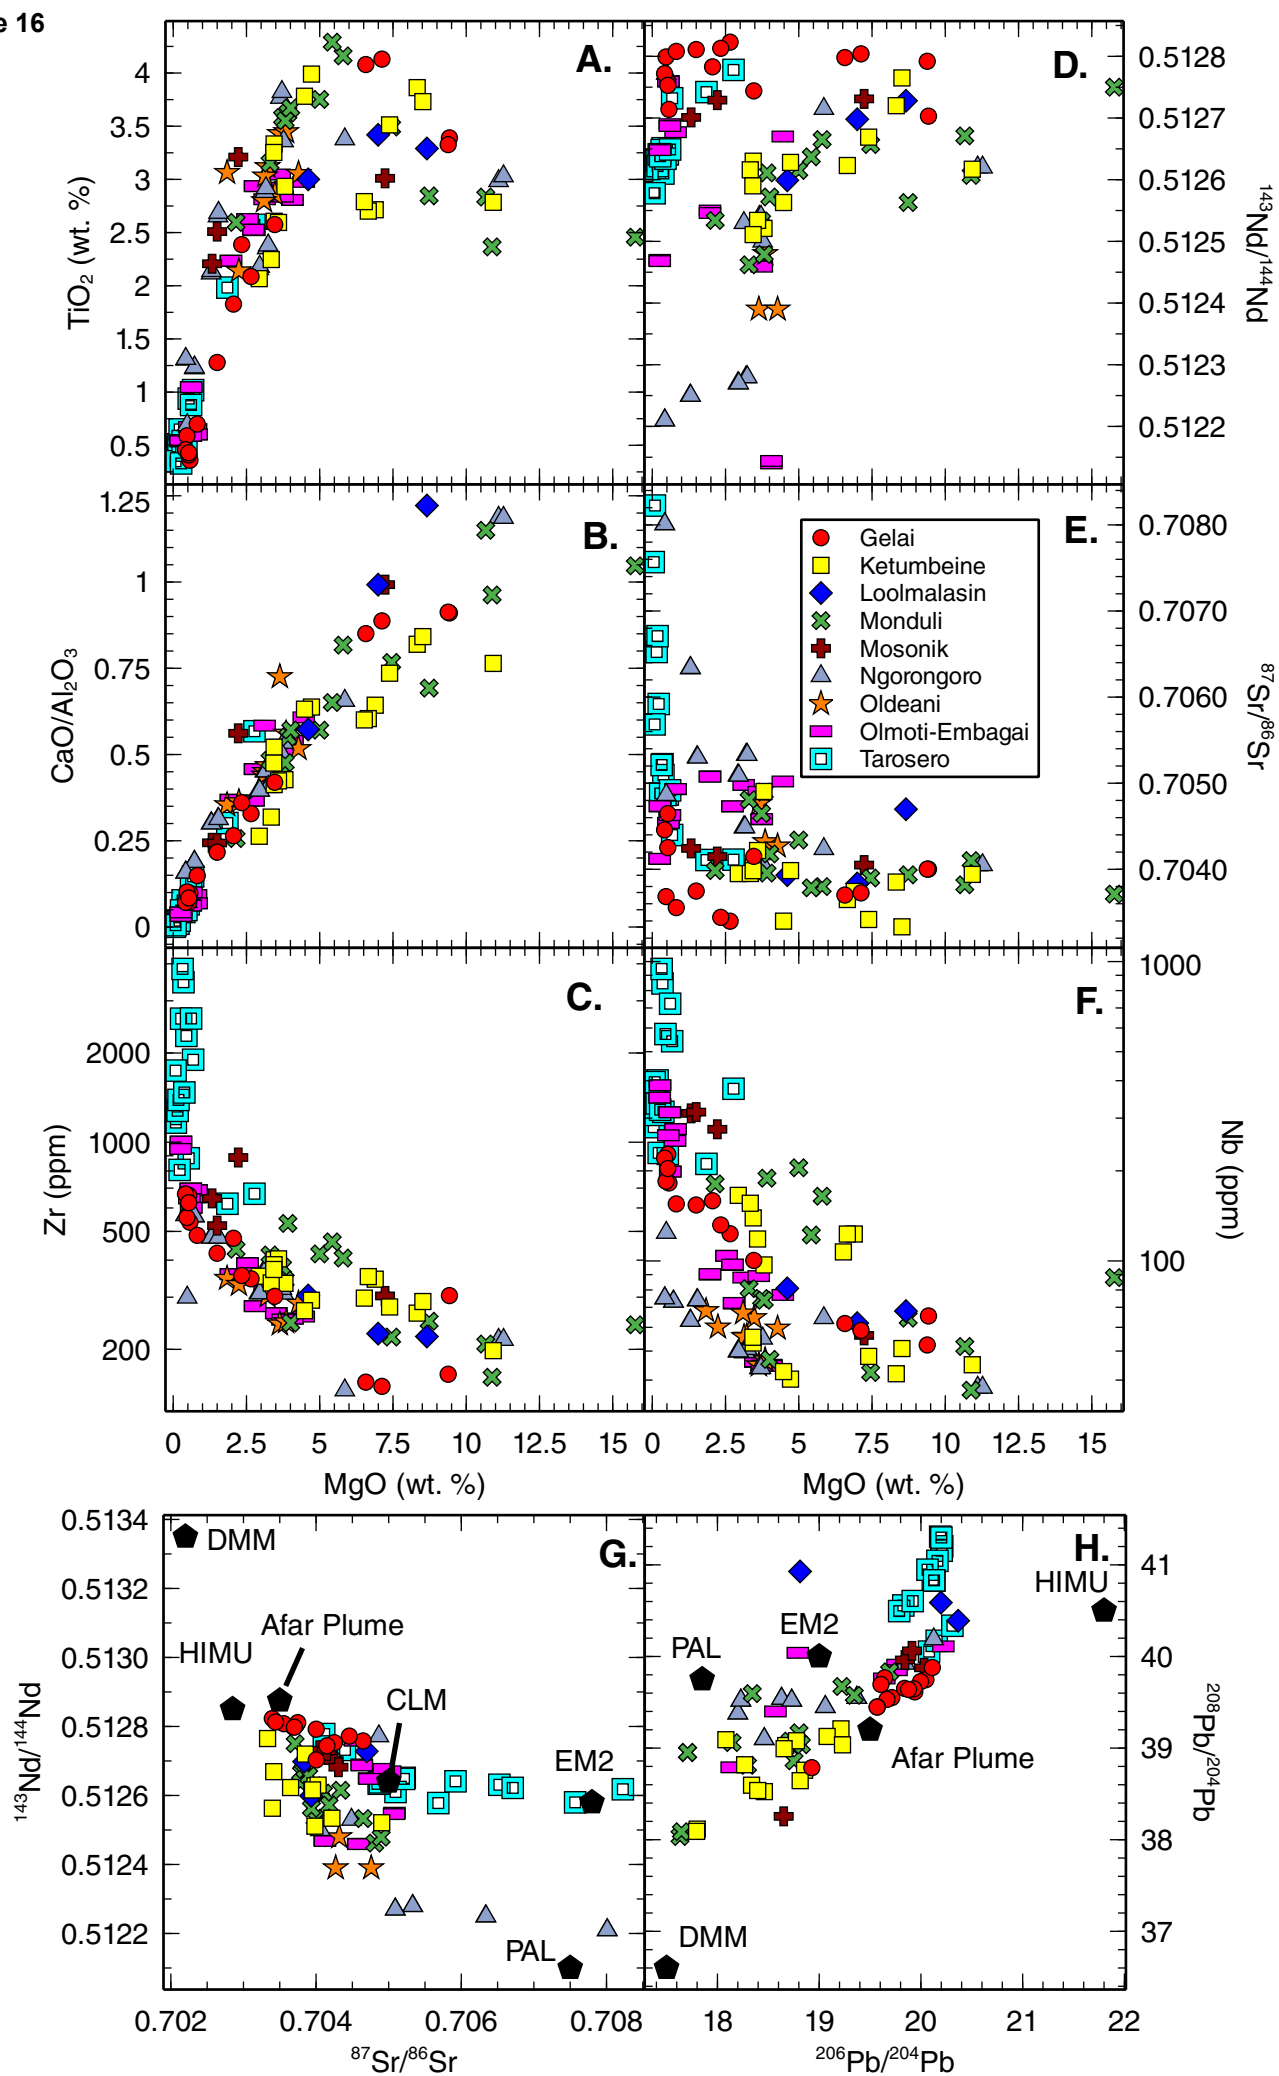 e 16
A.
4
3.5
3
2.5
2
1.5
1
0.5
TiO2 (wt. %)
D.
0.5128
0.5127
0.5126
0.5125
0.5124
0.5123
0.5122
143Nd/144Nd
B.
1.25
1
0.75
0.5
0.25
0
CaO/Al2O3
E.
0.7080
0.7070
0.7060
0.7050
0.7040
87Sr/86Sr
Gelai
Ketumbeine
Loolmalasin
Monduli
Mosonik
Ngorongoro
Oldeani
Olmoti-Embagai
Tarosero
C.
2000
1000
500
200
Zr (ppm)
0 2.5 5 7.5 10 12.5 15
MgO (wt. %)
F.
1000
100
Nb (ppm)
0 2.5 5 7.5 10 12.5 15
MgO (wt. %)
G.
0.5134
0.5132
0.5130
0.5128
0.5126
0.5124
0.5122
143Nd/144Nd
DMM
Afar Plume
HIMU
CLM
EM2
PAL
0.702 0.704 0.706 0.708
87Sr/86Sr
H.
41
40
39
38
37
208Pb/204Pb
HIMU
EM2
PAL
Afar Plume
DMM
18 19 20 21 22
206Pb/204Pb